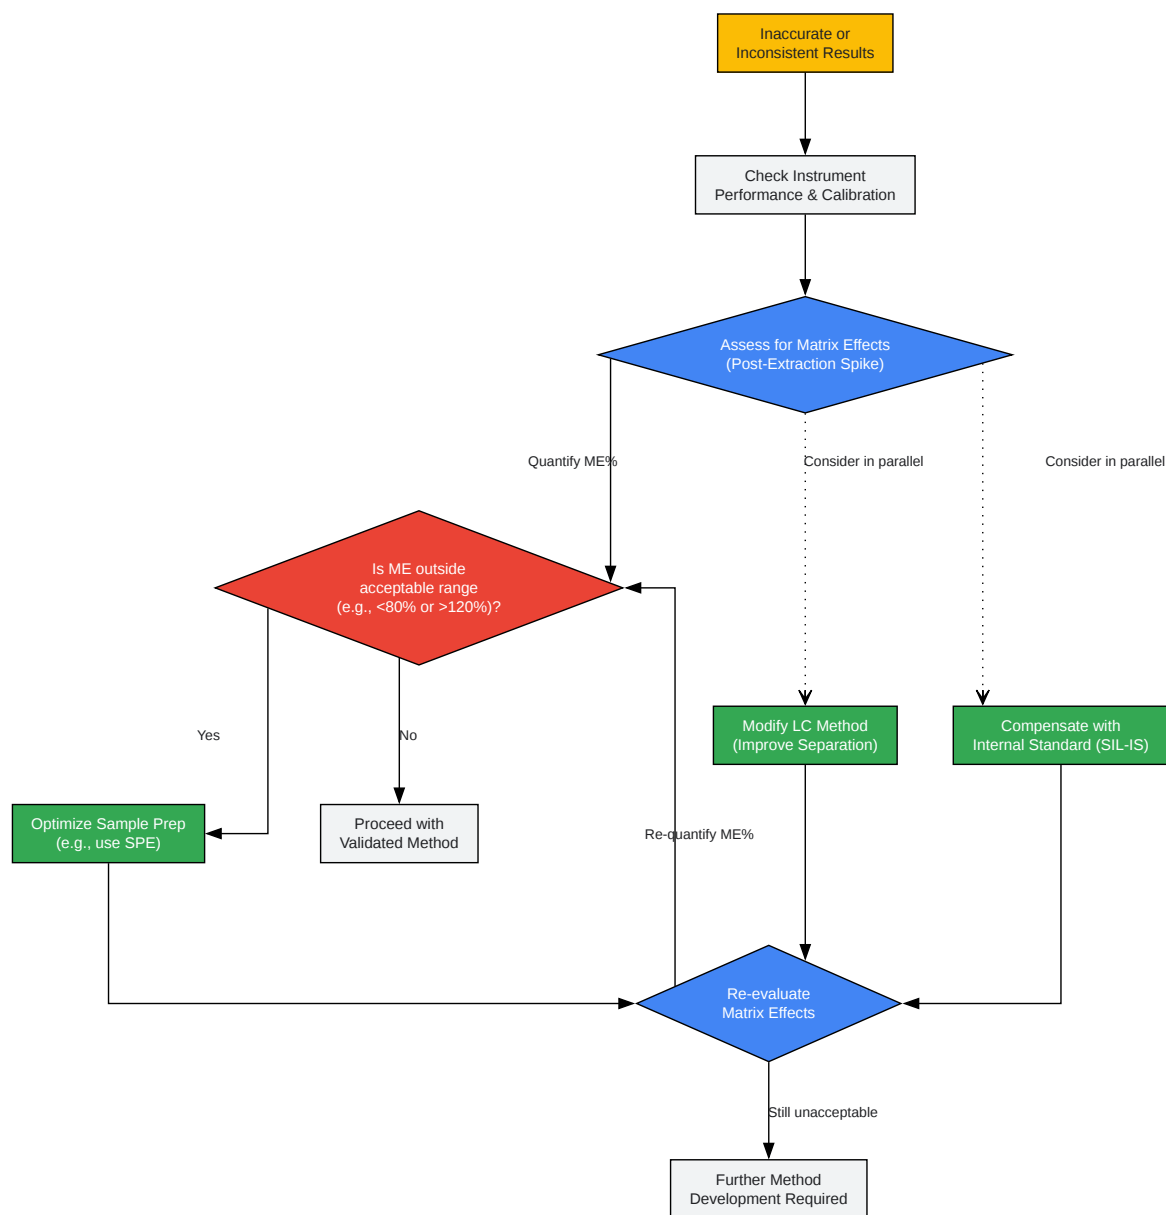 Inaccurate or
Inconsistent Results
Check Instrument
Performance & Calibration
Assess for Matrix Effects
(Post-Extraction Spike)
Quantify ME%
Consider in parallel
Consider in parallel
Is ME outside
acceptable range
(e.g., <80% or >120%)?
Yes
No
Modify LC Method
(Improve Separation)
Compensate with
Internal Standard (SIL-IS)
Optimize Sample Prep
(e.g., use SPE)
Proceed with
Validated Method
Re-quantify ME%
Re-evaluate
Matrix Effects
Still unacceptable
Further Method
Development Required